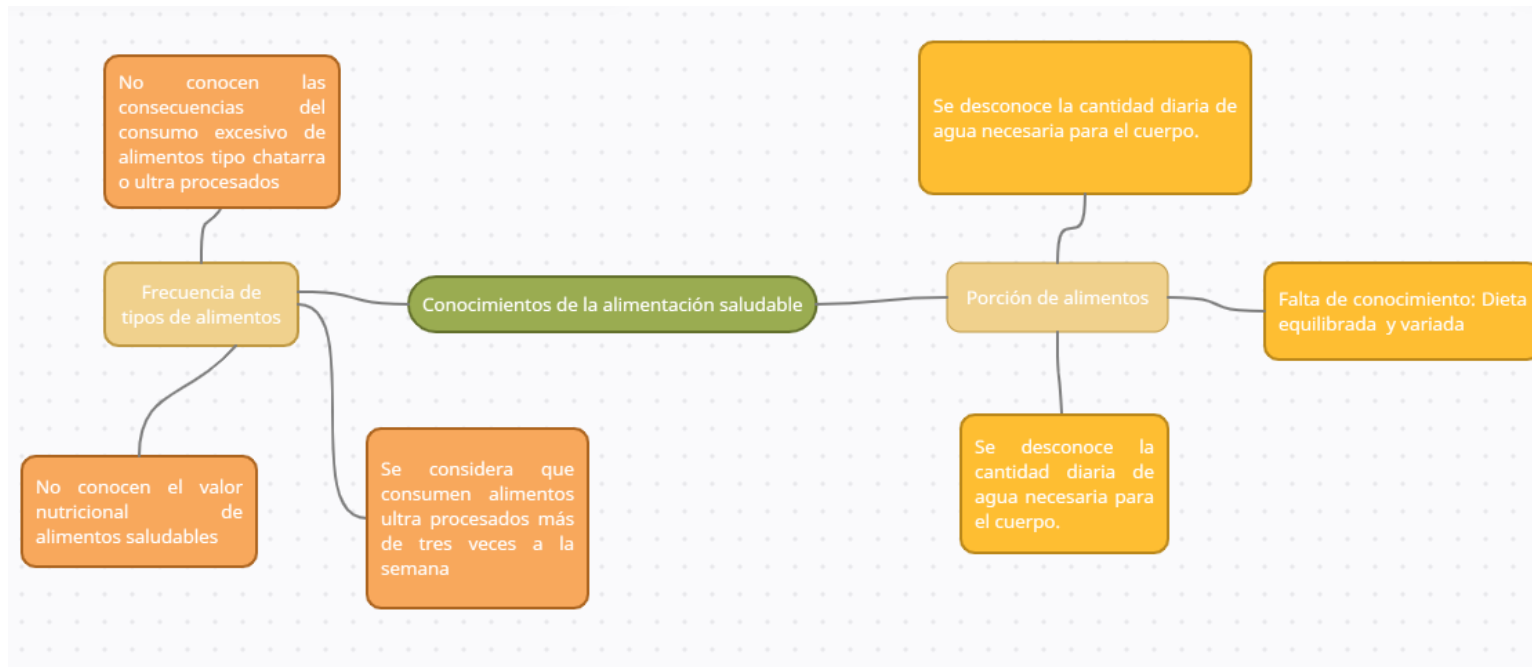 No conocen las
consecuencias del
consumo excesivo de
alimentos tipo chatarra
o ultra procesados
Se desconoce la cantidad diaria de
agua necesaria para el cuerpo.
Frecuencia de
tipos de alimentos
Conocimientos de la alimentación saludable
Porción de alimentos
Falta de conocimiento: Dieta
equilibrada y variada
No conocen el valor
nutricional de
alimentos saludables
Se considera que
consumen alimentos
ultra procesados más
de tres veces a la
semana
Se desconoce la
cantidad diaria de
agua necesaria para
el cuerpo.